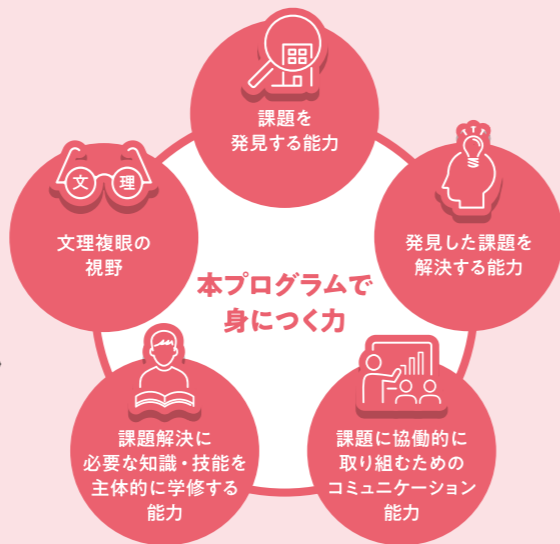 課題を
発見する能力
文 理
文理複眼の
視野
発見した課題を
解決する能力
本プログラムで
身につく力
課題解決に
必要な知識・技能を
主体的に学修する
能力
課題に協働的に
取り組むための
コミュニケーション
能力